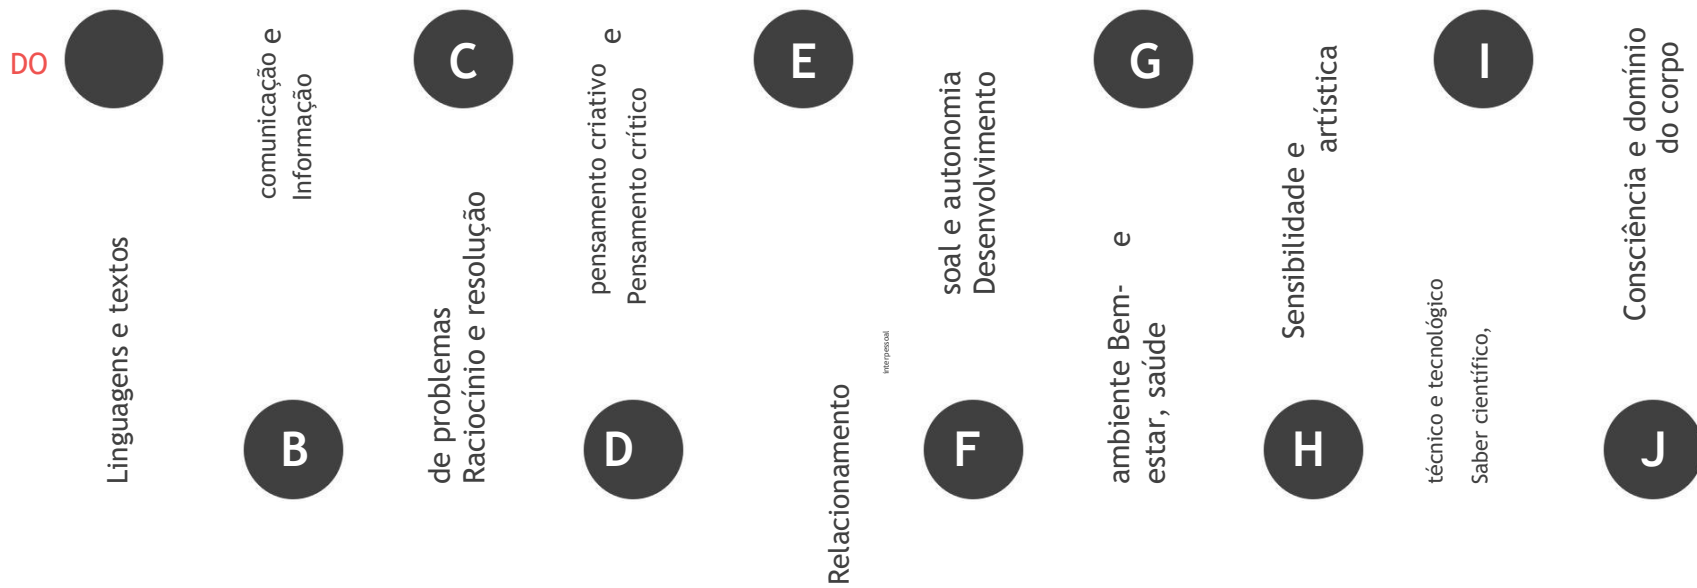 DO
Linguagens e textos
B
comunicação e
Informação
C
de problemas
Raciocínio e resolução
D
pensamento criativo e
Pensamento crítico
E
Relacionamento
interpessoal
F
soal e autonomia
Desenvolvimento
G
ambiente Bem- e
estar, saúde
H
Sensibilidade e
artística
I
técnico e tecnológico
Saber científico,
J
Consciência e domínio
do corpo